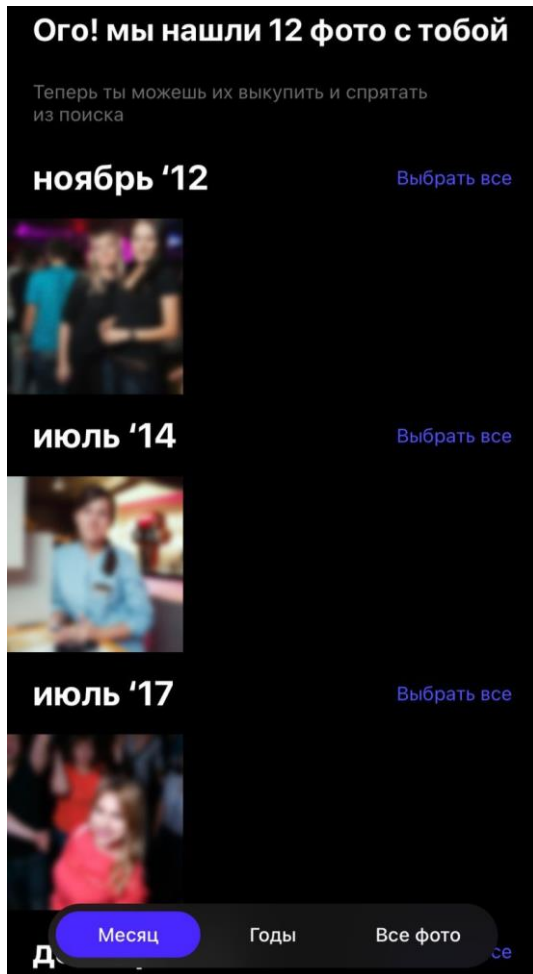 Ого! мы нашли 12 фото с тобой
Теперь ты можешь их выкупить и спрятать
из поиска
ноябрь ‘12
Выбрать все
июль ‘14
Выбрать все
июль ‘17
Выбрать все
Месяц
Годы
Все фото